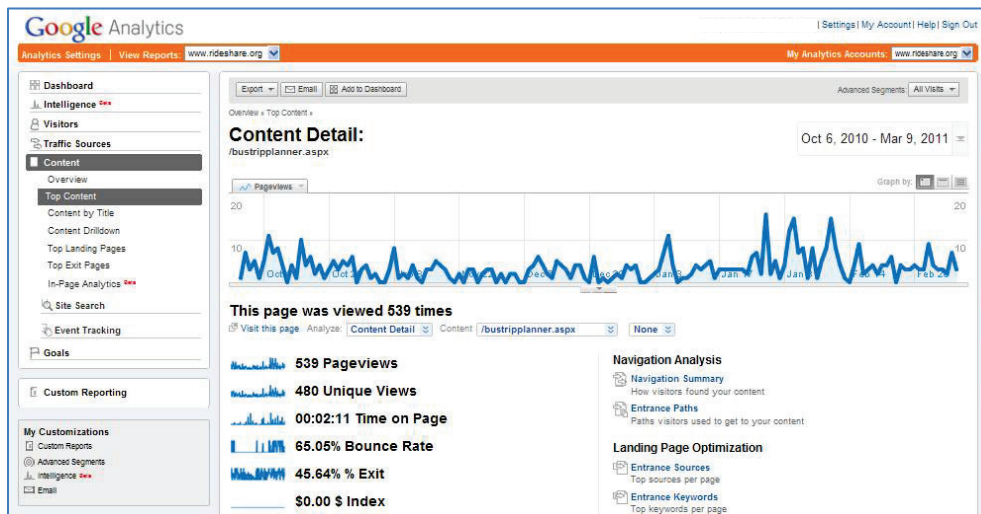 Google Analytics
| Settings | My Account | Help | Sign Out
Analytics Settings | View Reports: www.rideshare.org
My Analytics Accounts: www.rideshare.org
Dashboard
Intelligence Beta
Visitors
Traffic Sources
Content
Overview
Top Content
Content by Title
Content Drilldown
Top Landing Pages
Top Exit Pages
In-Page Analytics Beta
Site Search
Event Tracking
Goals
Custom Reporting
My Customizations
Custom Reports
Advanced Segments
Intelligence Beta
Email
Export Email Add to Dashboard
Advanced Segments: All Visits
Overview » Top Content »
Content Detail:
/bustripplanner.aspx
Oct 6, 2010 - Mar 9, 2011
Pageviews
Graph by:
20 20
10 10
This page was viewed 539 times
Visit this page Analyze: Content Detail Content /bustripplanner.aspx None
539 Pageviews
480 Unique Views
00:02:11 Time on Page
65.05% Bounce Rate
45.64% % Exit
$0.00 $ Index
Navigation Analysis
Navigation Summary
How visitors found your content
Entrance Paths
Paths visitors used to get to your content
Landing Page Optimization
Entrance Sources
Top sources per page
Entrance Keywords
Top keywords per page